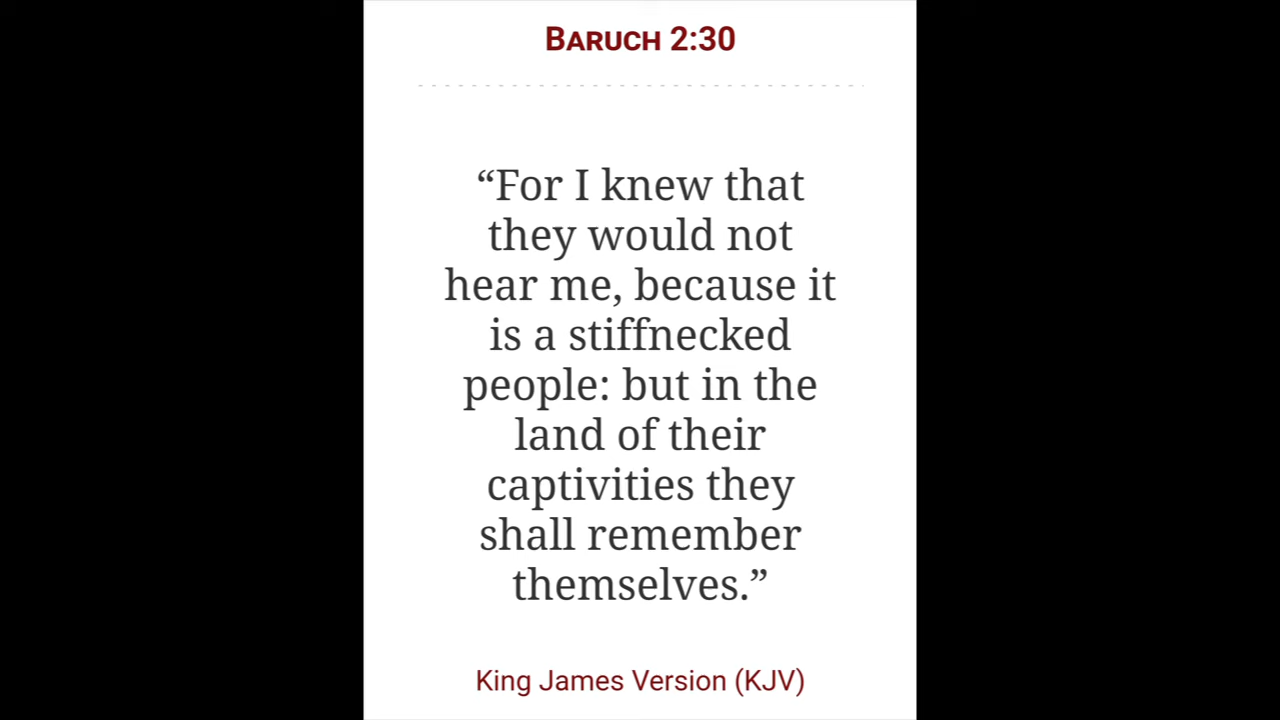 Baruch 2:30
“For I knew that
they would not
hear me, because it
is a stiffnecked
people: but in the
land of their
captivities they
shall remember
themselves.”
King James Version (KJV)